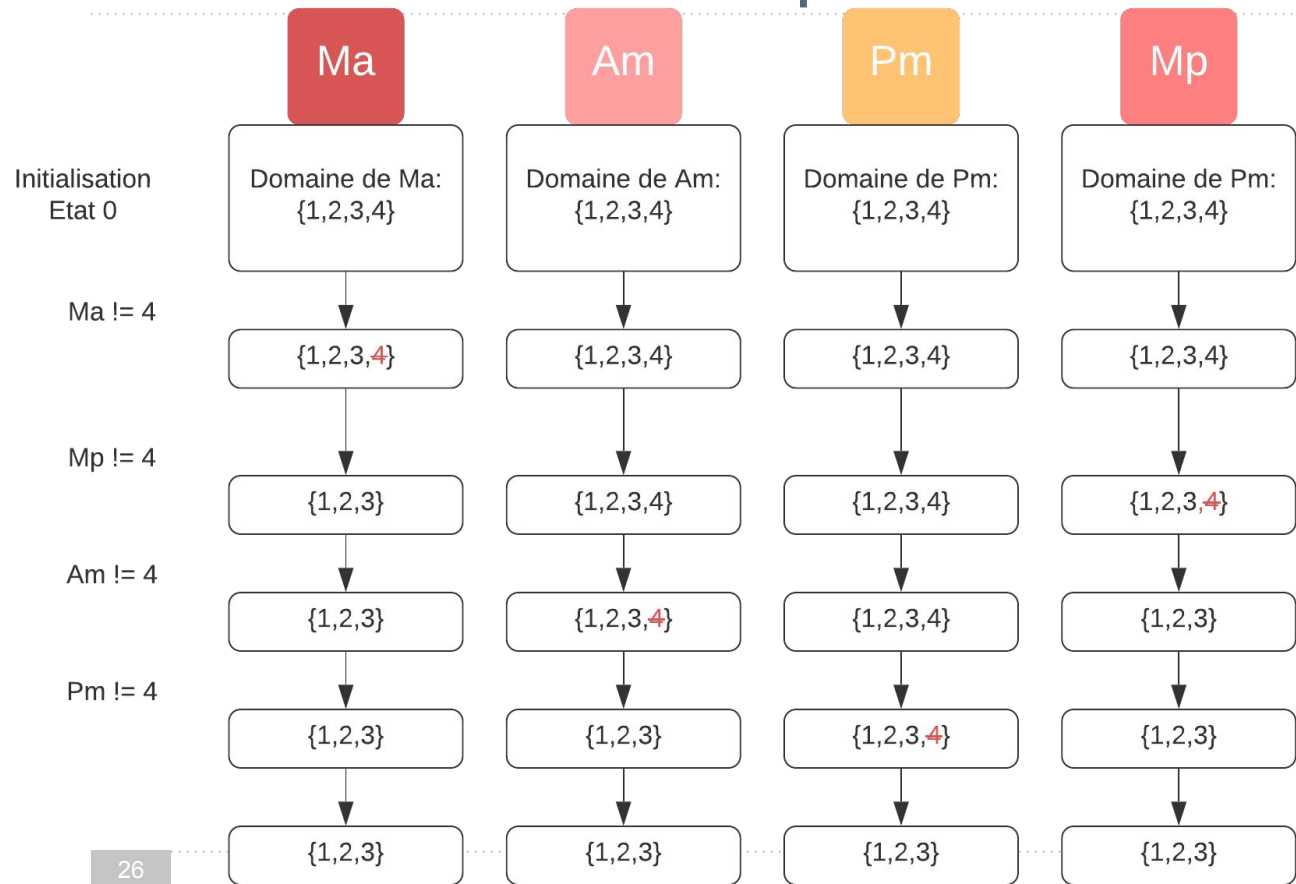 Ma
Am
Pm
Mp
Initialisation
Etat 0
Domaine de Ma:
{1,2,3,4}
Domaine de Am:
{1,2,3,4}
Domaine de Pm:
{1,2,3,4}
Domaine de Pm:
{1,2,3,4}
Ma != 4
{1,2,3,4}
{1,2,3,4}
{1,2,3,4}
{1,2,3,4}
Mp != 4
{1,2,3}
{1,2,3,4}
{1,2,3,4}
{1,2,3,4}
Am != 4
{1,2,3}
{1,2,3,4}
{1,2,3,4}
{1,2,3}
Pm != 4
{1,2,3}
{1,2,3}
{1,2,3,4}
{1,2,3}
{1,2,3}
{1,2,3}
{1,2,3}
{1,2,3}
26